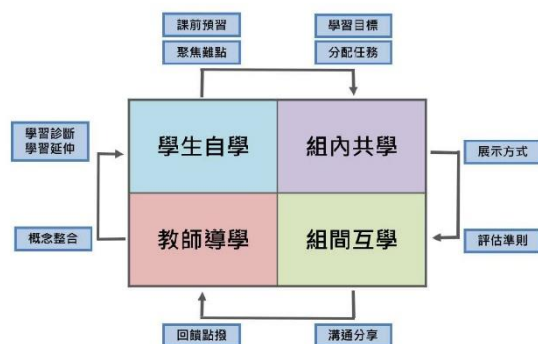 課前預習
學習目標
聚焦難點
分配任務
學生自學
組內共學
學習診斷
學習延伸
展示方式
教師導學
組間互學
概念整合
評估準則
回饋點撥
溝通分享